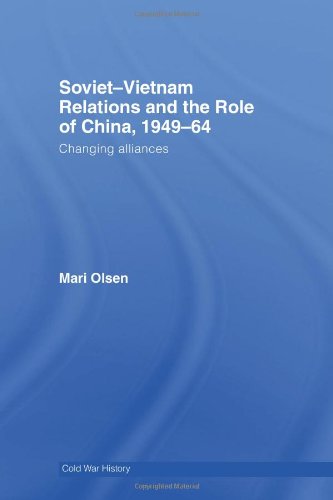 Soviet–Vietnam
Relations and the Role
of China, 1949–64
Changing alliances
Mari Olsen
Cold War History